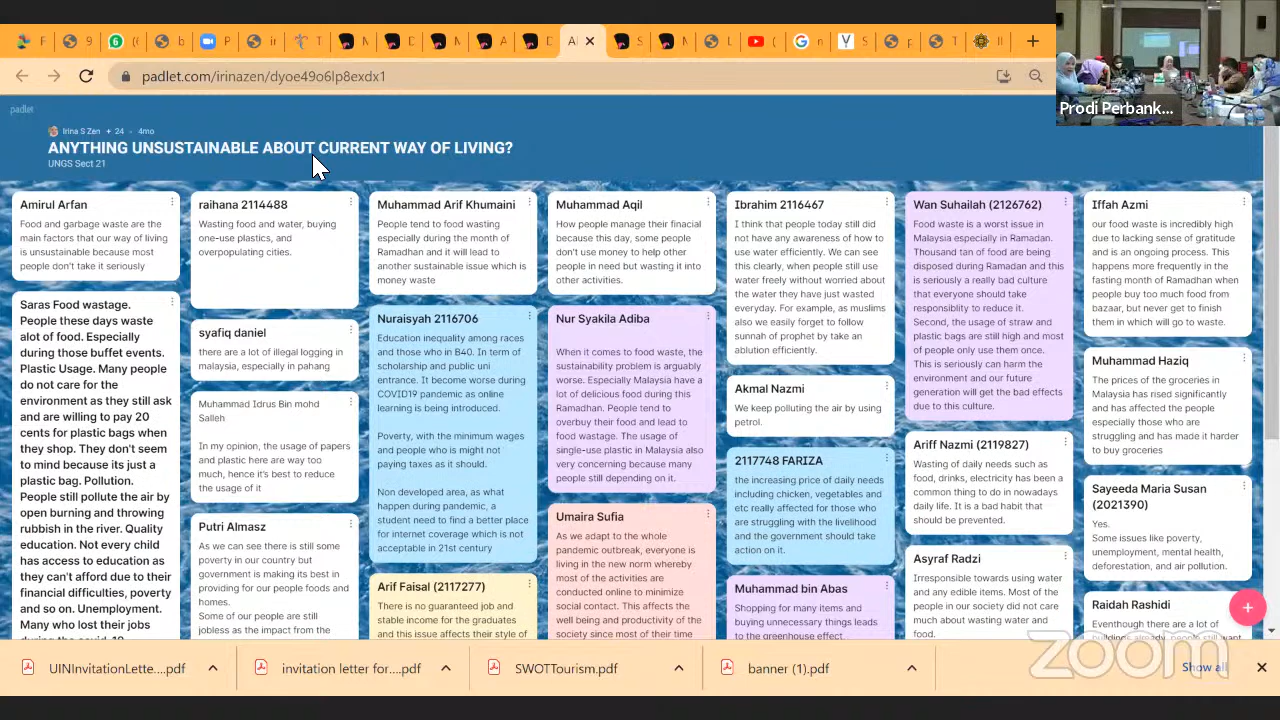 padlet.com/irinazen/dyoe49o6lp8exdx1
Prodi Perbank...
padlet
Irina S Zen + 24 - 4mo
ANYTHING UNSUSTAINABLE ABOUT CURRENT WAY OF LIVING?
UNGS Sect 21
Amirul Arfan
Food and garbage waste are the
main factors that our way of living
is unsustainable because most
people don't take it seriously
Saras Food wastage.
People these days waste
alot of food. Especially
during those buffet events.
Plastic Usage. Many people
do not care for the
environment as they still ask
and are willing to pay 20
cents for plastic bags when
they shop. They don't seem
to mind because its just a
plastic bag. Pollution.
People still pollute the air by
open burning and throwing
rubbish in the river. Quality
education. Not every child
has access to education as
they can't afford due to their
financial difficulties, poverty
and so on. Unemployment.
Many who lost their jobs
during the covid-19
raihana 2114488
Wasting food and water, buying
one-use plastics, and
overpopulating cities.
syafiq daniel
there are a lot of illegal logging in
malaysia, especially in pahang
Muhammad Idrus Bin mohd
Salleh
In my opinion, the usage of papers
and plastic here are way too
much, hence it's best to reduce
the usage of it
Putri Almasz
As we can see there is still some
poverty in our country but
government is making its best in
providing for our people foods and
homes.
Some of our people are still
jobless as the impact from the
Muhammad Arif Khumaini
People tend to food wasting
especially during the month of
Ramadhan and it will lead to
another sustainable issue which is
money waste
Nuraisyah 2116706
Education inequality among races
and those who in B40. In term of
scholarship and public uni
entrance. It become worse during
COVID19 pandemic as online
learning is being introduced.
Poverty, with the minimum wages
and people who is might not
paying taxes as it should.
Non developed area, as what
happen during pandemic, a
student need to find a better place
for internet coverage which is not
acceptable in 21st century
Arif Faisal (2117277)
There is no guaranteed job and
stable income for the graduates
and this issue affects their style of
Muhammad Aqil
How people manage their finacial
because this day, some people
don't use money to help other
people in need but wasting it into
other activities.
Nur Syakila Adiba
When it comes to food waste, the
sustainability problem is arguably
worse. Especially Malaysia have a
lot of delicious food during this
Ramadhan. People tend to
overbuy their food and lead to
food wastage. The usage of
single-use plastic in Malaysia also
very concerning because many
people still depending on it.
Umaira Sufia
As we adapt to the whole
pandemic outbreak, everyone is
living in the new norm whereby
most of the activities are
conducted online to minimize
social contact. This affects the
well being and productivity of the
society since most of their time
Ibrahim 2116467
I think that people today still did
not have any awareness of how to
use water efficiently. We can see
this clearly, when people still use
water freely without worried about
the water they have just wasted
everyday. For example, as muslims
also we easily forget to follow
sunnah of prophet by take an
ablution efficiently.
Akmal Nazmi
We keep polluting the air by using
petrol.
2117748 FARIZA
the increasing price of daily needs
including chicken, vegetables and
etc really affected for those who
are struggling with the livelihood
and the government should take
action on it.
Muhammad bin Abas
Shopping for many items and
buying unnecessary things leads
to the greenhouse effect.
Wan Suhailah (2126762)
Food waste is a worst issue in
Malaysia especially in Ramadan.
Thousand tan of food are being
disposed during Ramadan and this
is seriously a really bad culture
that everyone should take
responsiblity to reduce it.
Second, the usage of straw and
plastic bags are still high and most
of people only use them once.
This is seriously can harm the
environment and our future
generation will get the bad effects
due to this culture.
Ariff Nazmi (2119827)
Wasting of daily needs such as
food, drinks, electricity has been a
common thing to do in nowadays
daily life. It is a bad habit that
should be prevented.
Asyraf Radzi
Irresponsible towards using water
and any edible items. Most of the
people in our society did not care
much about wasting water and
food.
Iffah Azmi
our food waste is incredibly high
due to lacking sense of gratitude
and is an ongoing process. This
happens more frequently in the
fasting month of Ramadhan when
people buy too much food from
bazaar, but never get to finish
them in which will go to waste.
Muhammad Haziq
The prices of the groceries in
Malaysia has rised significantly
and has affected the people
especially those who are
struggling and has made it harder
to buy groceries
Sayeeda Maria Susan
(2021390)
Yes.
Some issues like poverty,
unemployment, mental health,
deforestation, and air pollution.
Raidah Rashidi
Eventhough there are a lot of
buildings already, people still want
zoom
UINInvitationLette....pdf
invitation letter for....pdf
SWOTTourism.pdf
banner (1).pdf
Show all